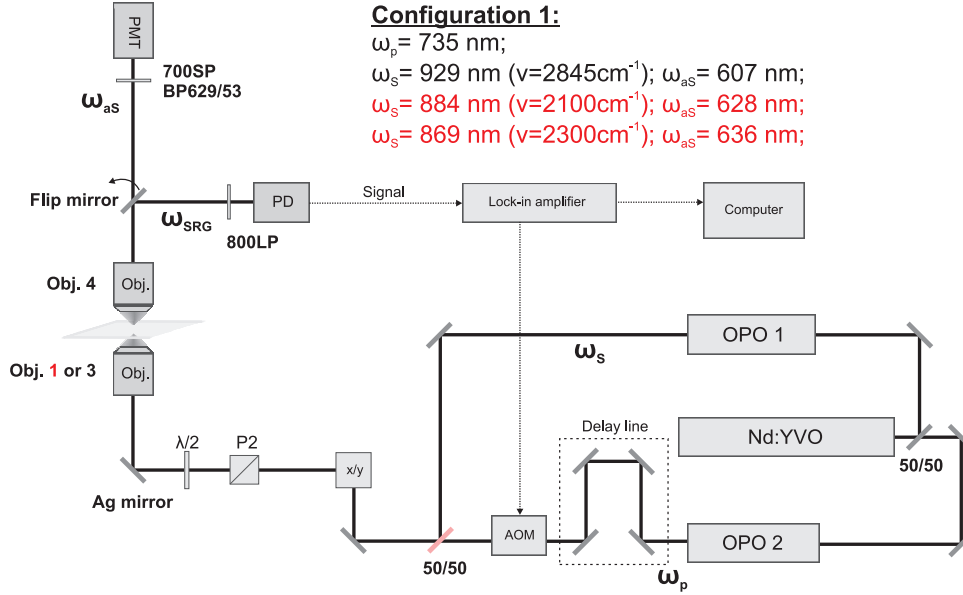 Configuration 1:
ωp= 735 nm;
ωs= 929 nm (v=2845cm⁻¹); ωaS= 607 nm;
ωs= 884 nm (v=2100cm⁻¹); ωaS= 628 nm;
ωs= 869 nm (v=2300cm⁻¹); ωaS= 636 nm;
PMT
700SP
BP629/53
ωaS
Flip mirror
ωSRG
800LP
PD
Signal
Lock-in amplifier
Computer
Obj. 4
Obj.
Obj. 1 or 3
Obj.
λ/2
P2
x/y
Ag mirror
50/50
AOM
Delay line
ωs
OPO 1
Nd:YVO
50/50
OPO 2
ωp